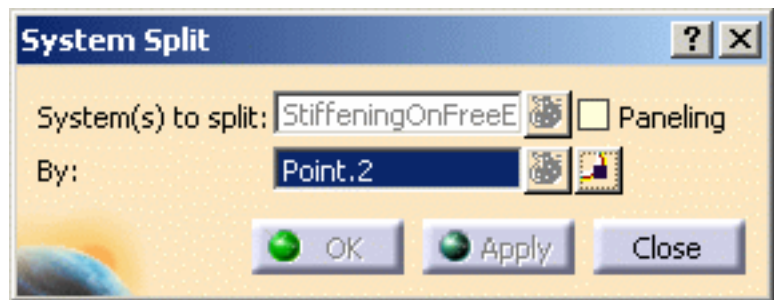 System Split
System(s) to split: StiffeningOnFreeE Paneling
By: Point.2
OK Apply Close